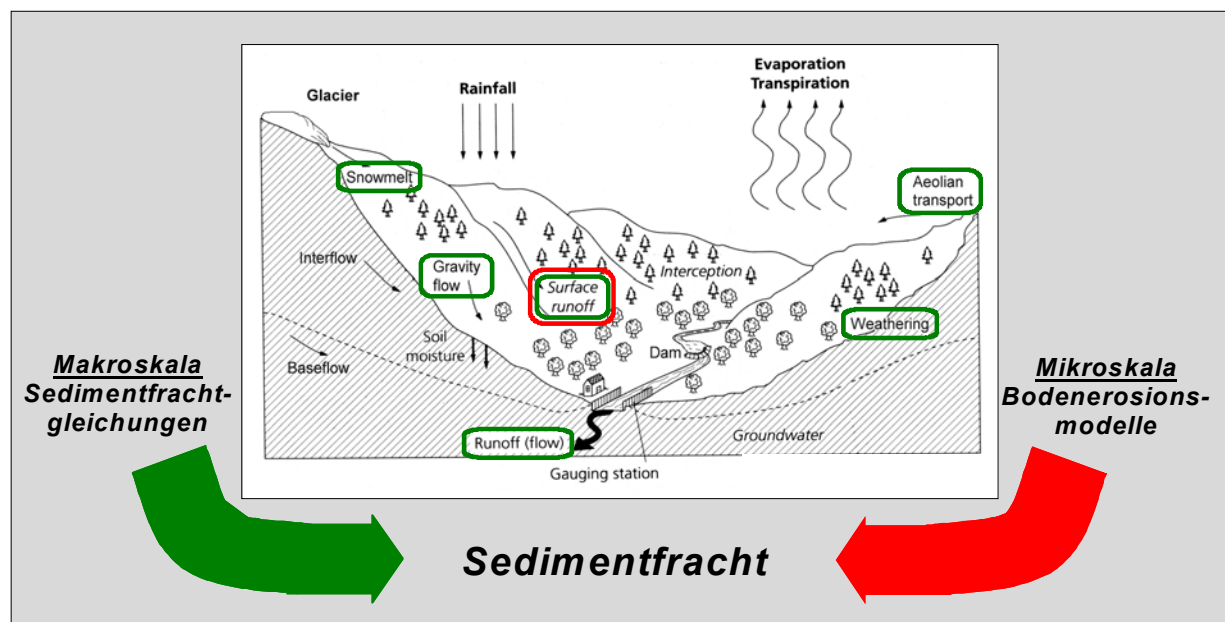 Evaporation
Transpiration
Rainfall
Glacier
Snowmelt
Aeolian
transport
Interflow
Gravity
flow
Surface
runoff
Interception
Weathering
Soil
moisture
Dam
Baseflow
Makroskala
Sedimentfracht-
gleichungen
Mikroskala
Bodenerosions-
modelle
Runoff (flow)
Groundwater
Gauging station
Sedimentfracht